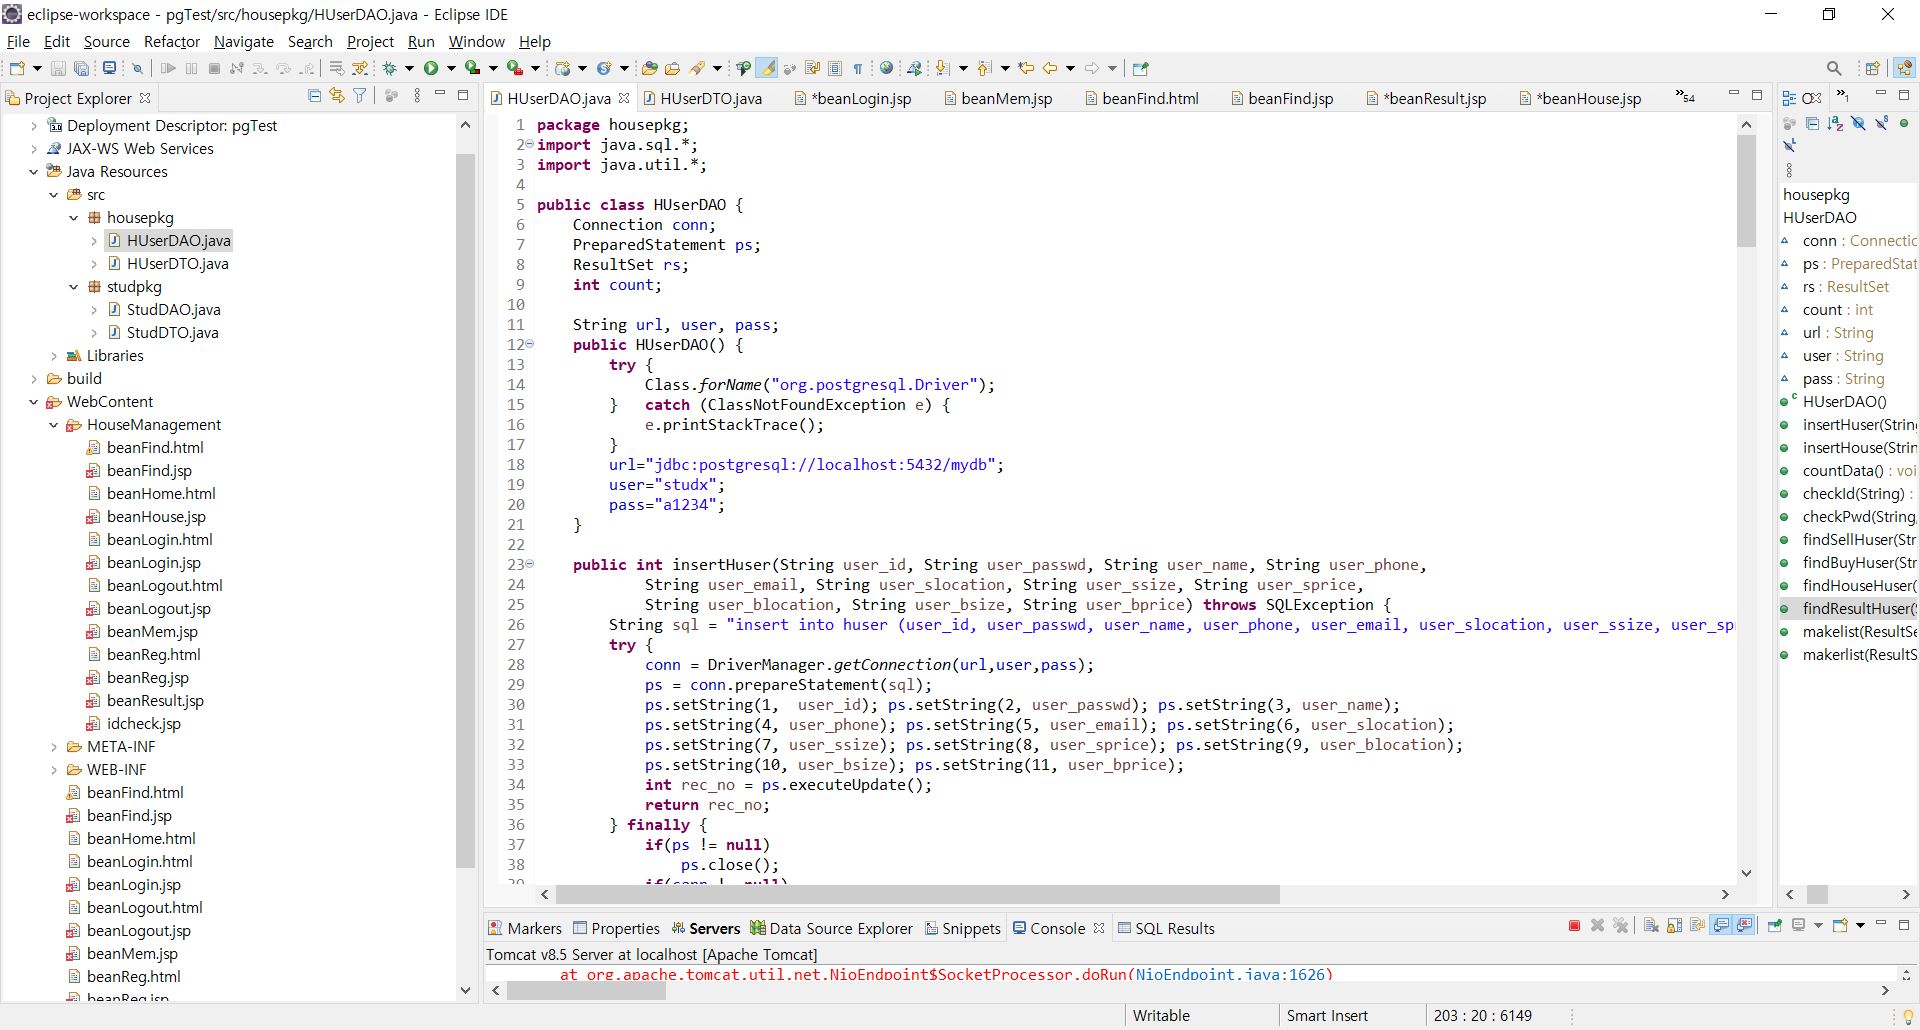 eclipse-workspace - pgTest/src/housepkg/HUserDAO.java - Eclipse IDE
File Edit Source Refactor Navigate Search Project Run Window Help
Project Explorer
Deployment Descriptor: pgTest
JAX-WS Web Services
Java Resources
src
housepkg
HUserDAO.java
HUserDTO.java
studpkg
StudDAO.java
StudDTO.java
Libraries
build
WebContent
HouseManagement
beanFind.html
beanFind.jsp
beanHome.html
beanHouse.jsp
beanLogin.html
beanLogin.jsp
beanLogout.html
beanLogout.jsp
beanMem.jsp
beanReg.html
beanReg.jsp
beanResult.jsp
idcheck.jsp
META-INF
WEB-INF
beanFind.html
beanFind.jsp
beanHome.html
beanLogin.html
beanLogin.jsp
beanLogout.html
beanLogout.jsp
beanMem.jsp
beanReg.html
beanReg.jsp
HUserDAO.java HUserDTO.java *beanLogin.jsp beanMem.jsp beanFind.html beanFind.jsp *beanResult.jsp *beanHouse.jsp »54
1 package housepkg;
2 import java.sql.*;
3 import java.util.*;
4
5 public class HUserDAO {
6 Connection conn;
7 PreparedStatement ps;
8 ResultSet rs;
9 int count;
10
11 String url, user, pass;
12 public HUserDAO() {
13 try {
14 Class.forName("org.postgresql.Driver");
15 } catch (ClassNotFoundException e) {
16 e.printStackTrace();
17 }
18 url="jdbc:postgresql://localhost:5432/mydb";
19 user="studx";
20 pass="a1234";
21 }
22
23 public int insertHuser(String user_id, String user_passwd, String user_name, String user_phone,
24 String user_email, String user_slocation, String user_ssize, String user_sprice,
25 String user_blocation, String user_bsize, String user_bprice) throws SQLException {
26 String sql = "insert into huser (user_id, user_passwd, user_name, user_phone, user_email, user_slocation, user_ssize, user_sp
27 try {
28 conn = DriverManager.getConnection(url,user,pass);
29 ps = conn.prepareStatement(sql);
30 ps.setString(1, user_id); ps.setString(2, user_passwd); ps.setString(3, user_name);
31 ps.setString(4, user_phone); ps.setString(5, user_email); ps.setString(6, user_slocation);
32 ps.setString(7, user_ssize); ps.setString(8, user_sprice); ps.setString(9, user_blocation);
33 ps.setString(10, user_bsize); ps.setString(11, user_bprice);
34 int rec_no = ps.executeUpdate();
35 return rec_no;
36 } finally {
37 if(ps != null)
38 ps.close();
»1
housepkg
HUserDAO
conn : Connectic
ps : PreparedStat
rs : ResultSet
count : int
url : String
user : String
pass : String
HUserDAO()
insertHuser(String
insertHouse(Strin
countData() : voi
checkId(String) :
checkPwd(String,
findSellHuser(Str
findBuyHuser(Str
findHouseHuser(
findResultHuser(S
makelist(ResultSe
makerlist(ResultS
Markers Properties Servers Data Source Explorer Snippets Console SQL Results
Tomcat v8.5 Server at localhost [Apache Tomcat]
at org.apache.tomcat.util.net.NioEndpoint$SocketProcessor.doRun(NioEndpoint.java:1626)
Writable Smart Insert 203 : 20 : 6149